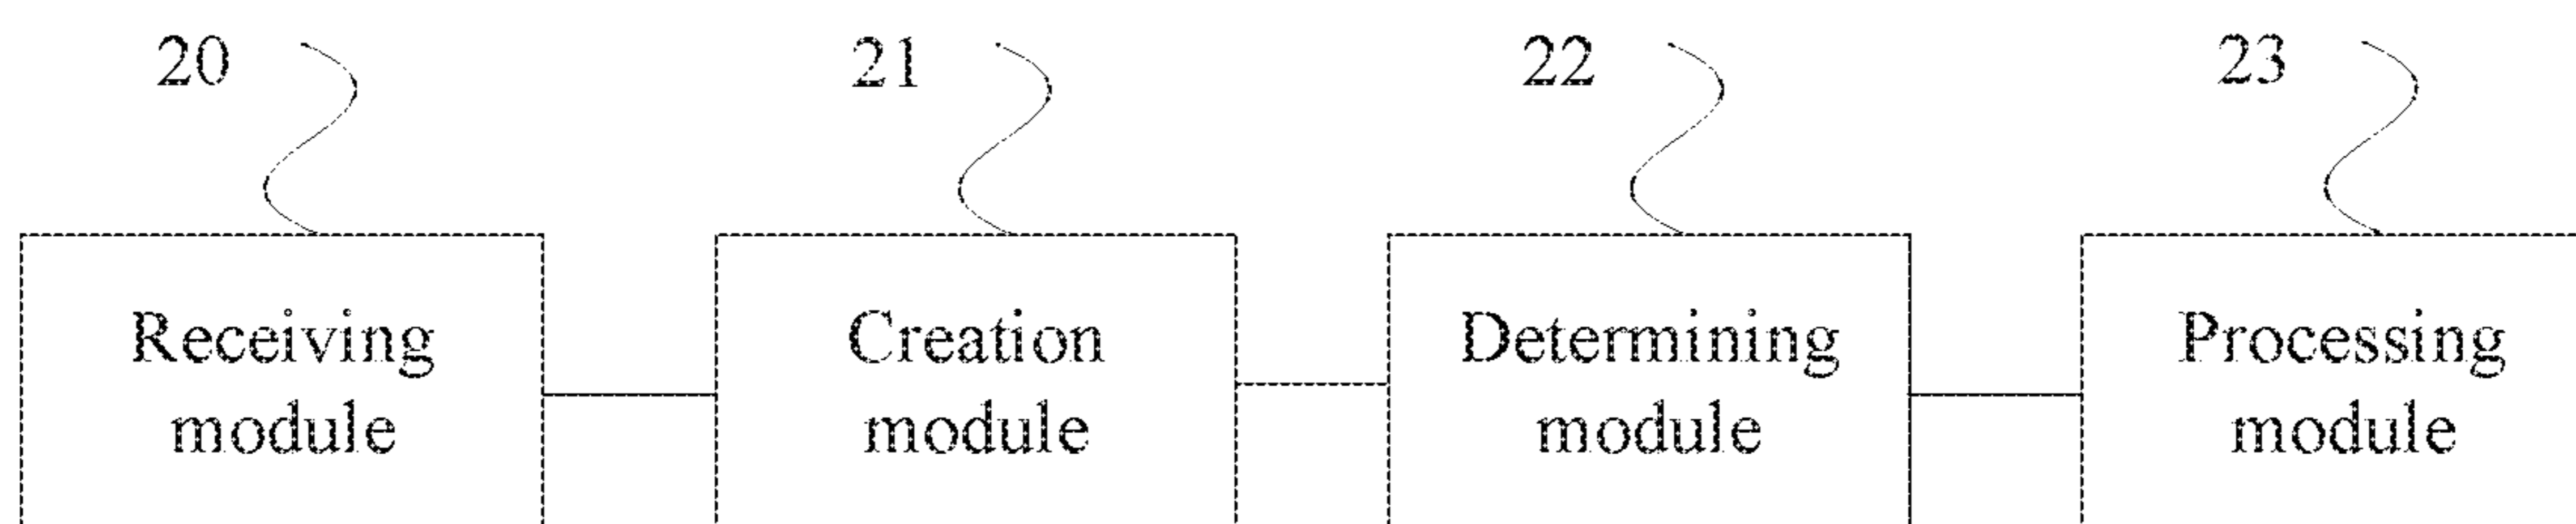 20 21 22 23
Receiving module
Creation module
Determining module
Processing module